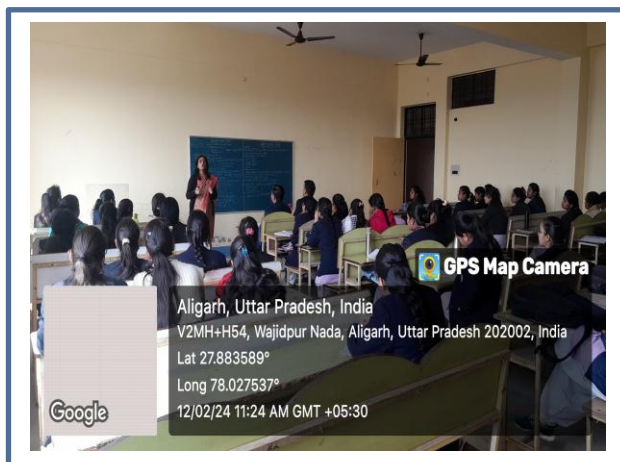 GPS Map Camera
Aligarh, Uttar Pradesh, India
V2MH+H54, Wajidpur Nada, Aligarh, Uttar Pradesh 202002, India
Lat 27.883589°
Long 78.027537°
12/02/24 11:24 AM GMT +05:30
Google